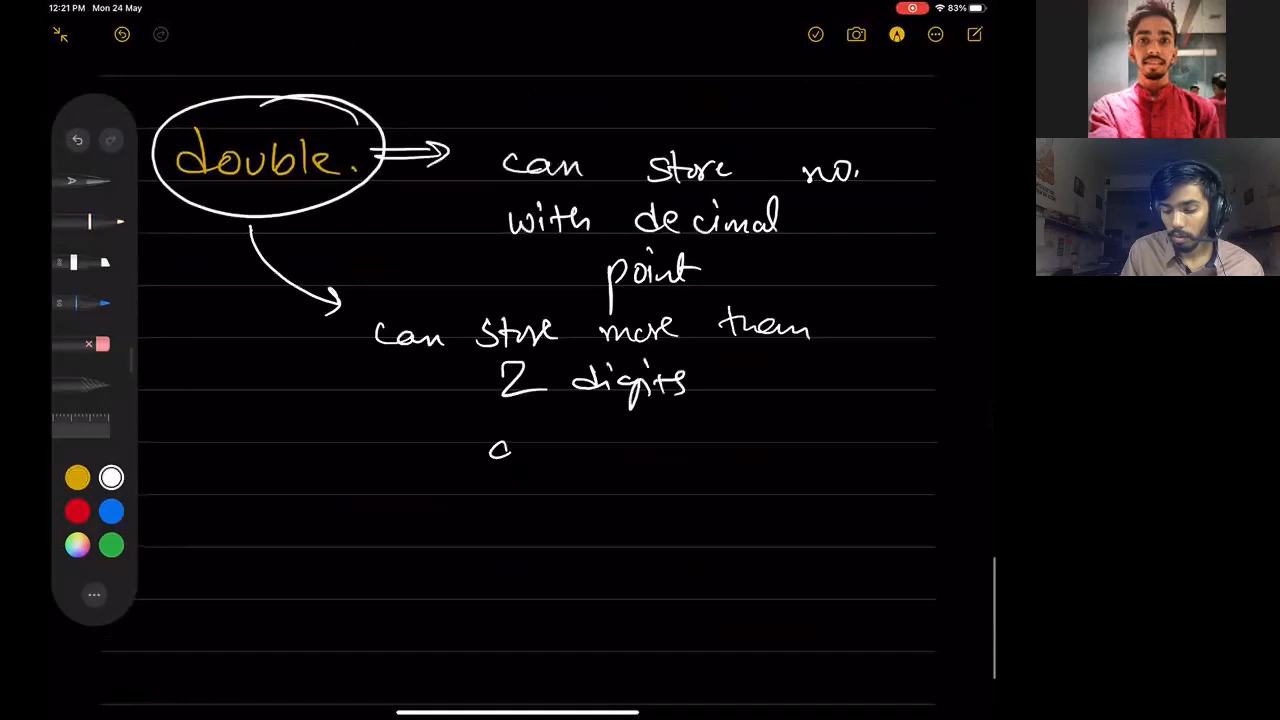 12:21 PM Mon 24 May
83%
double. ⇒ can store no.
with decimal
point
can store more than
2 digits
a